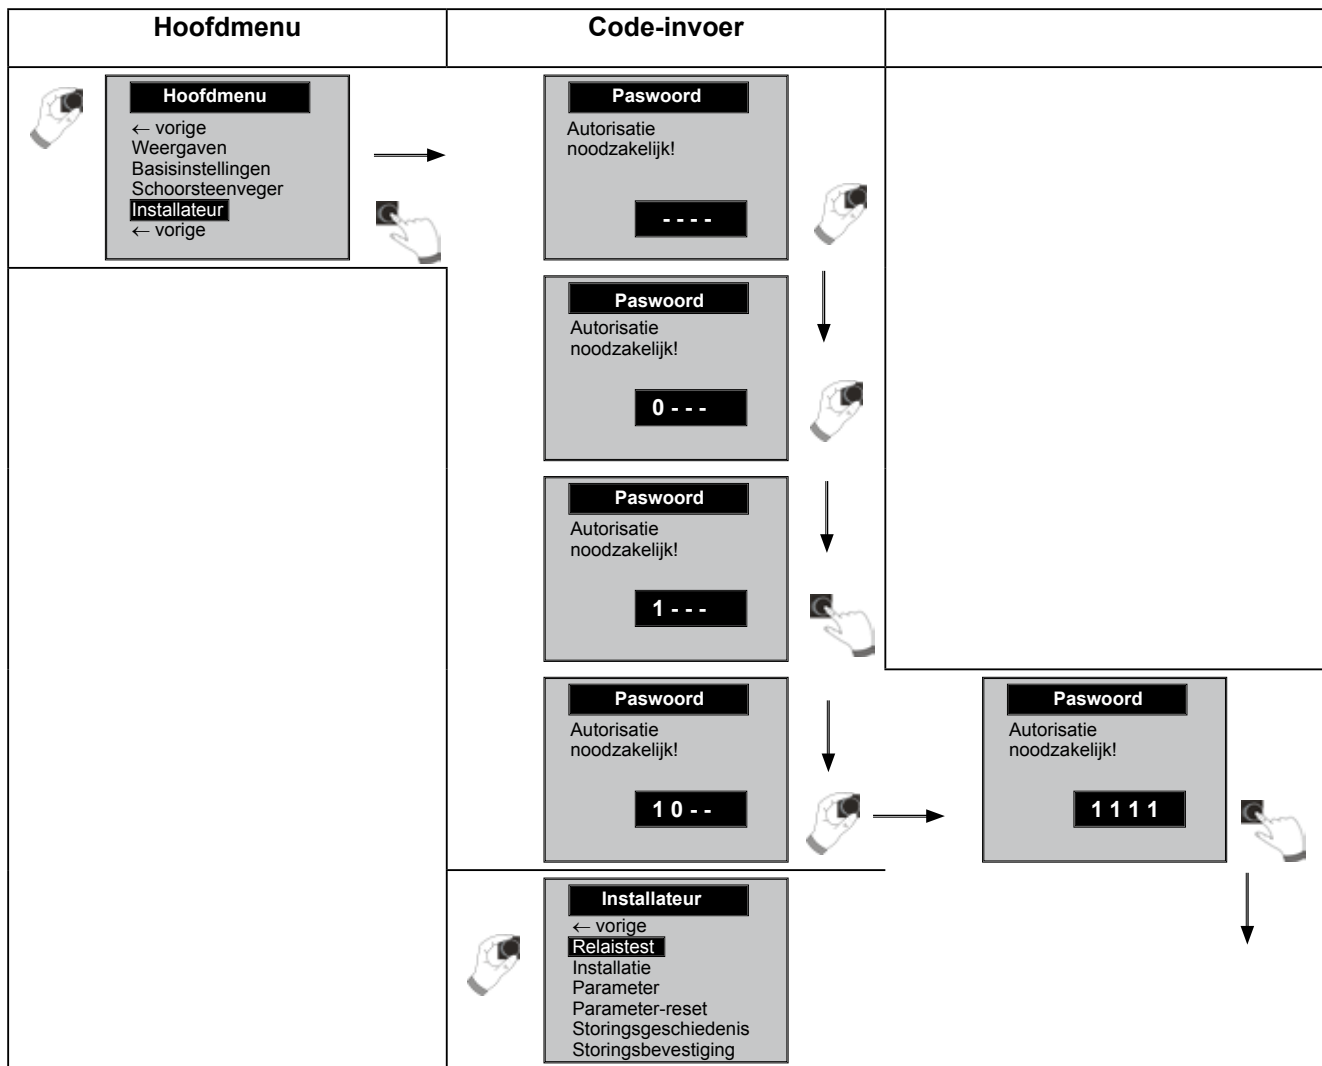 Hoofdmenu
Code-invoer
Hoofdmenu
← vorige
Weergaven
Basisinstellingen
Schoorsteenveger
Installateur
← vorige
Paswoord
Autorisatie
noodzakelijk!
- - - -
Paswoord
Autorisatie
noodzakelijk!
0 - - -
Paswoord
Autorisatie
noodzakelijk!
1 - - -
Paswoord
Autorisatie
noodzakelijk!
1 0 - -
Paswoord
Autorisatie
noodzakelijk!
1 1 1 1
Installateur
← vorige
Relaistest
Installatie
Parameter
Parameter-reset
Storingsgeschiedenis
Storingsbevestiging